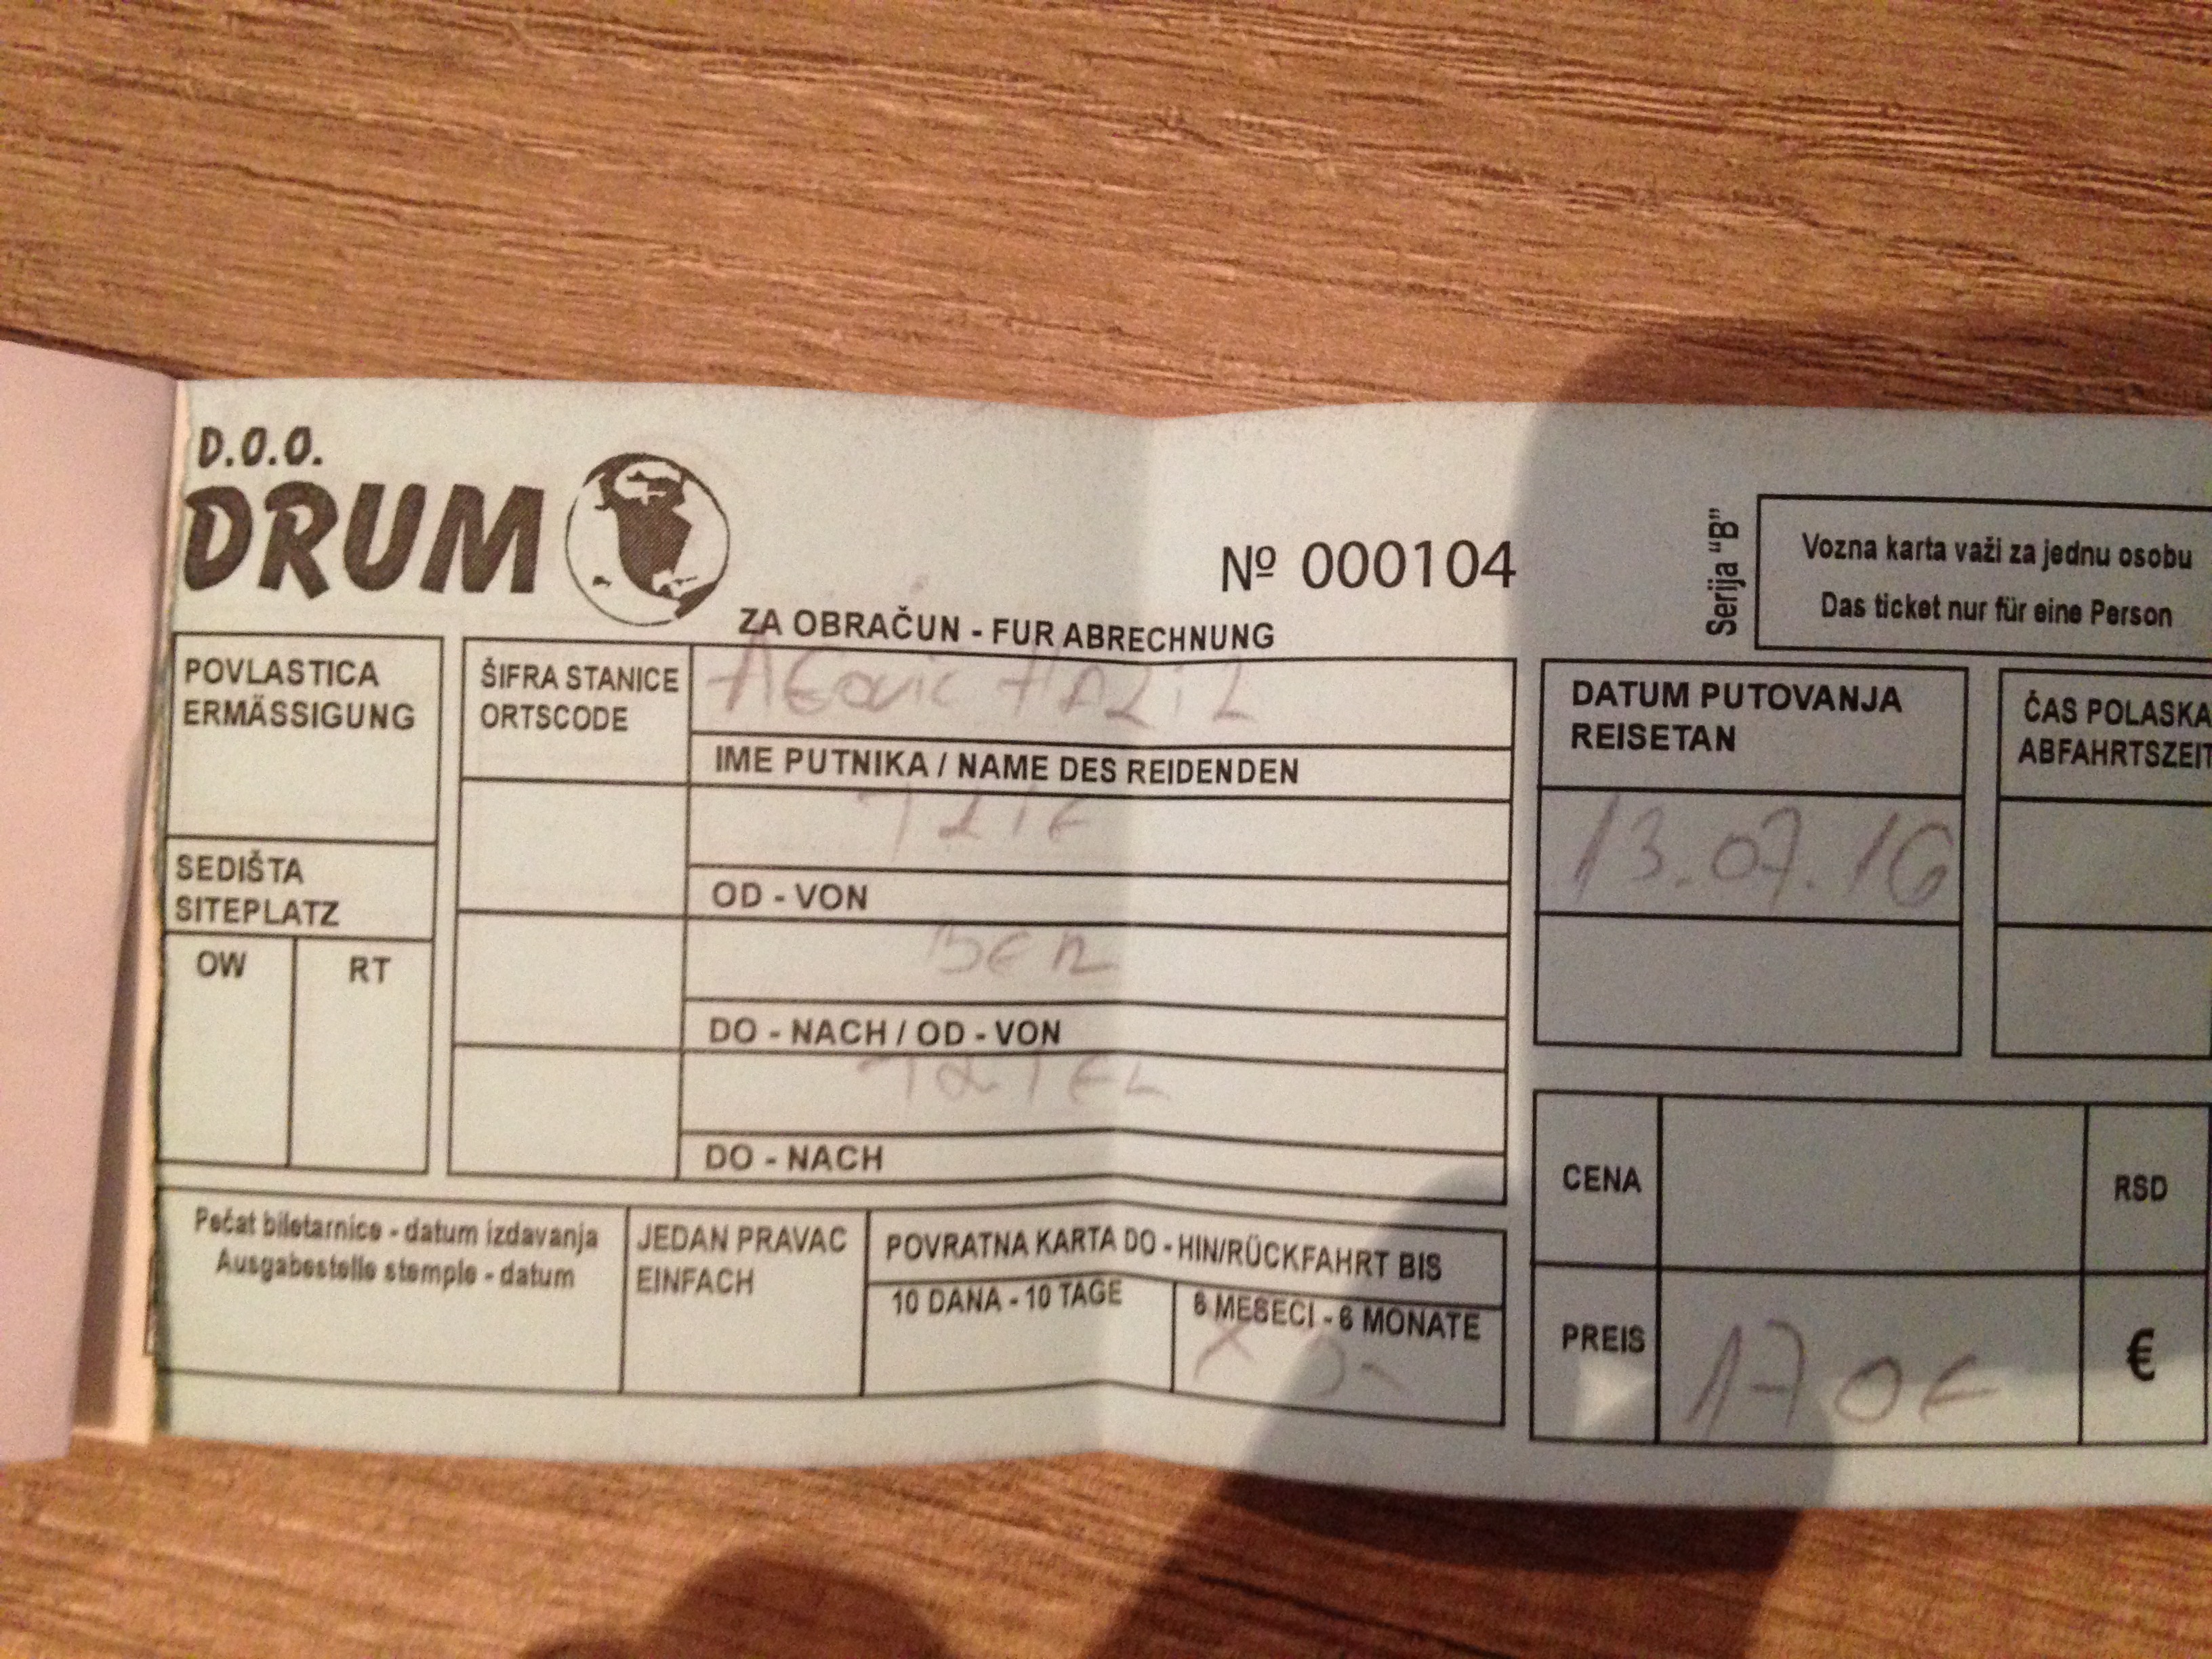 D.O.O.
DRUM
Nº 000104
Serija "B"
Vozna karta važi za jednu osobu
Das ticket nur für eine Person
ZA OBRAČUN - FUR ABRECHNUNG
POVLASTICA
ERMÄSSIGUNG
ŠIFRA STANICE
ORTSCODE
IME PUTNIKA / NAME DES REIDENDEN
DATUM PUTOVANJA
REISETAN
ČAS POLASKA
ABFAHRTSZEIT
13.07.16
SEDIŠTA
SITEPLATZ
OW RT
OD - VON
DO - NACH / OD - VON
DO - NACH
CENA RSD
PREIS 170€ €
Pečat biletarnice - datum izdavanja
Ausgabestelle stemple - datum
JEDAN PRAVAC
EINFACH
POVRATNA KARTA DO - HIN/RÜCKFAHRT BIS
10 DANA - 10 TAGE
6 MESECI - 6 MONATE
X